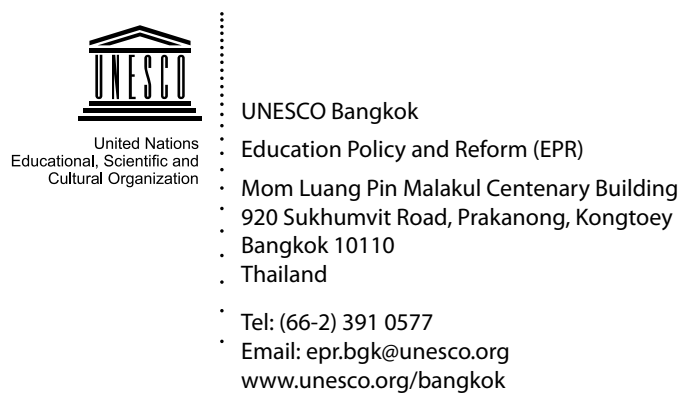 UNESCO
United Nations
Educational, Scientific and
Cultural Organization
UNESCO Bangkok
Education Policy and Reform (EPR)
Mom Luang Pin Malakul Centenary Building
920 Sukhumvit Road, Prakanong, Kongtoey
Bangkok 10110
Thailand
Tel: (66-2) 391 0577
Email: epr.bgk@unesco.org
www.unesco.org/bangkok